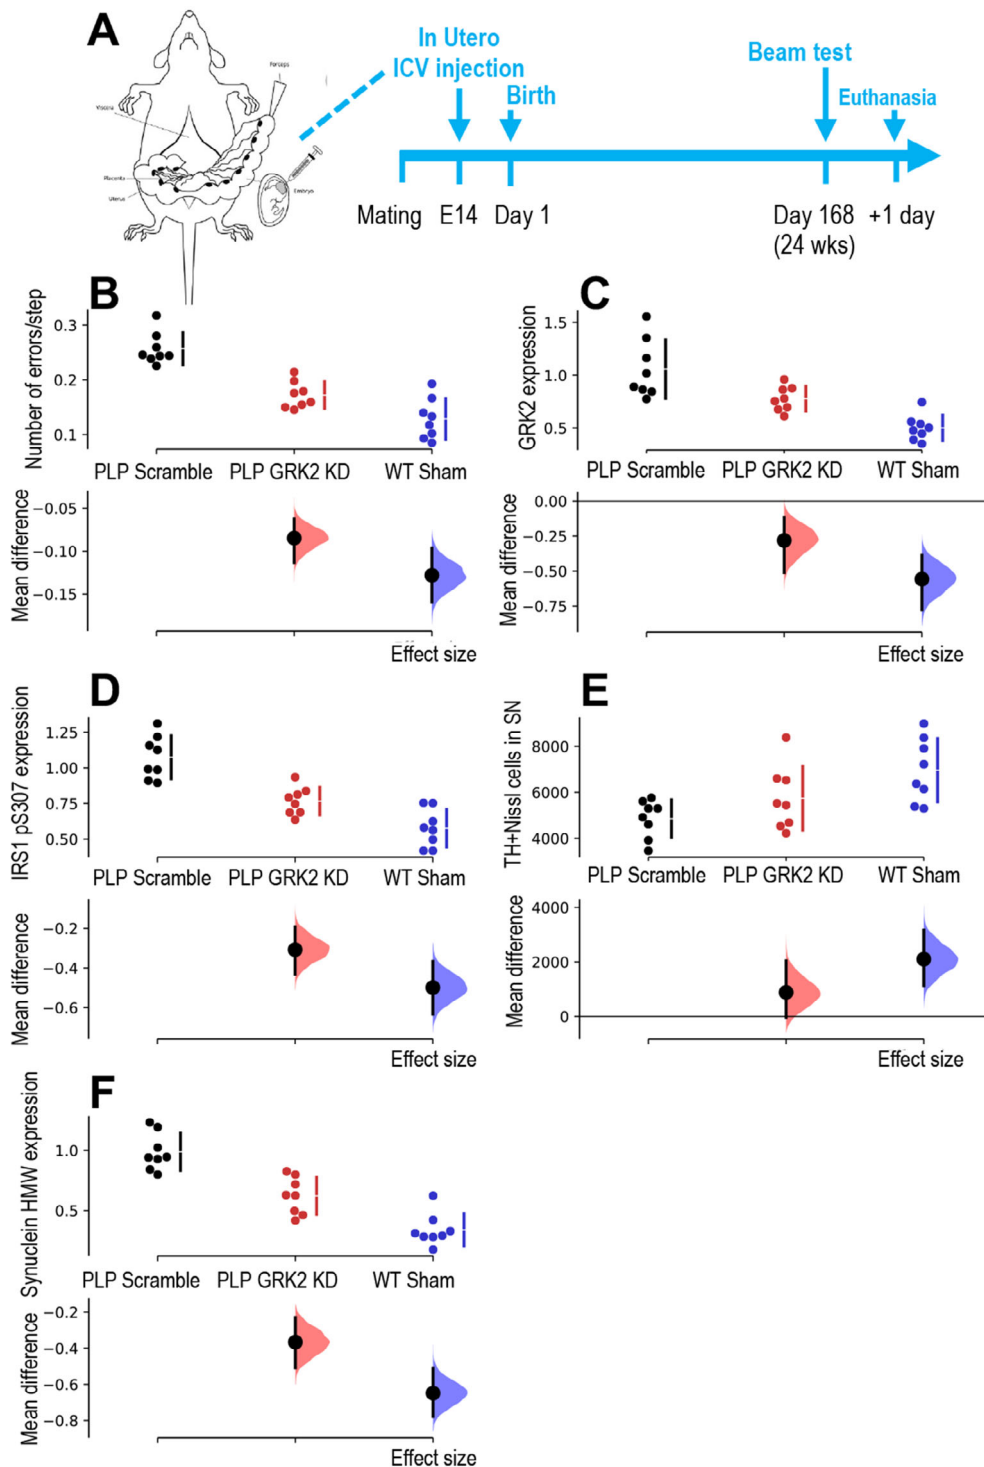 A
Forceps
Viscera
Placenta
Uterus
Embryo
In Utero
ICV injection
Birth
Beam test
Euthanasia
Mating
E14
Day 1
Day 168
(24 wks)
+1 day
B
Number of errors/step
0.3
0.2
0.1
PLP Scramble
PLP GRK2 KD
WT Sham
Mean difference
−0.05
−0.10
−0.15
Effect size
C
GRK2 expression
1.5
1.0
0.5
PLP Scramble
PLP GRK2 KD
WT Sham
Mean difference
0.00
−0.25
−0.50
−0.75
Effect size
D
IRS1 pS307 expression
1.25
1.00
0.75
0.50
PLP Scramble
PLP GRK2 KD
WT Sham
Mean difference
−0.2
−0.4
−0.6
Effect size
E
TH+Nissl cells in SN
8000
6000
4000
PLP Scramble
PLP GRK2 KD
WT Sham
Mean difference
4000
2000
0
Effect size
F
Synuclein HMW expression
1.0
0.5
PLP Scramble
PLP GRK2 KD
WT Sham
Mean difference
−0.2
−0.4
−0.6
−0.8
Effect size